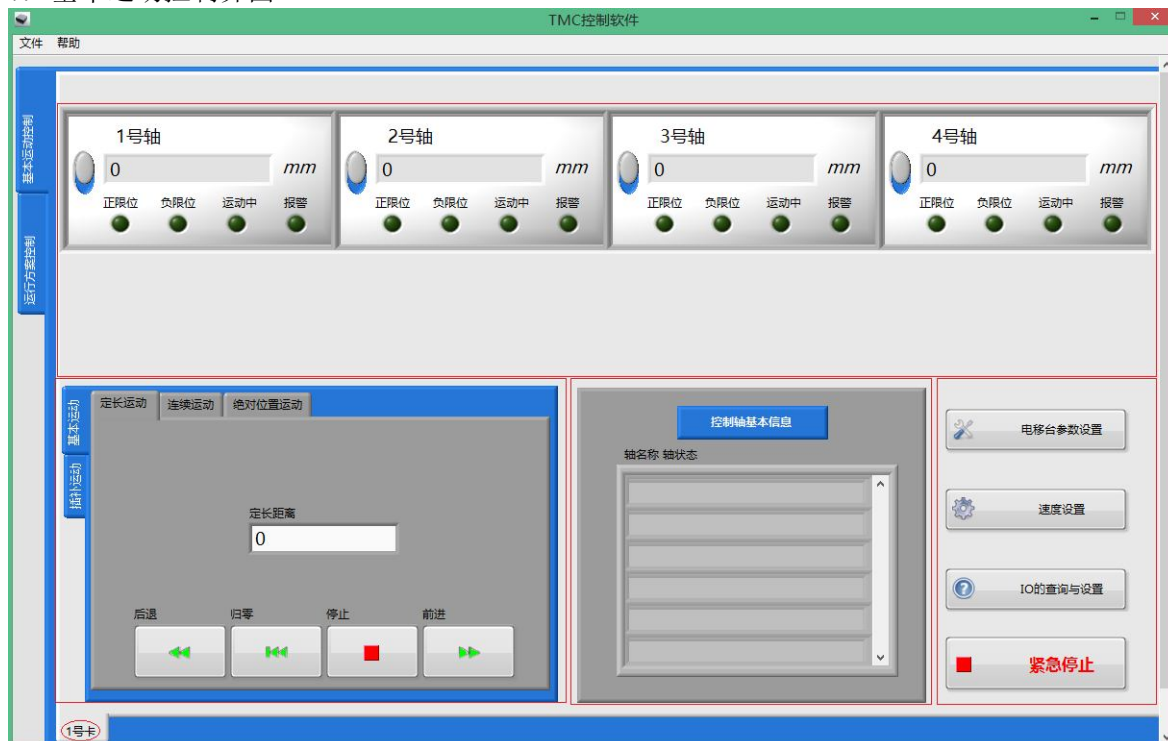 TMC控制软件
文件 帮助
基本运动控制
运行方案控制
1号轴 2号轴 3号轴 4号轴
0 mm 0 mm 0 mm 0 mm
正限位 负限位 运动中 报警 正限位 负限位 运动中 报警 正限位 负限位 运动中 报警 正限位 负限位 运动中 报警
基本运动
插补运动
定长运动 连续运动 绝对位置运动
定长距离
0
后退 归零 停止 前进
控制轴基本信息
轴名称 轴状态
电移台参数设置
速度设置
IO的查询与设置
紧急停止
1号卡